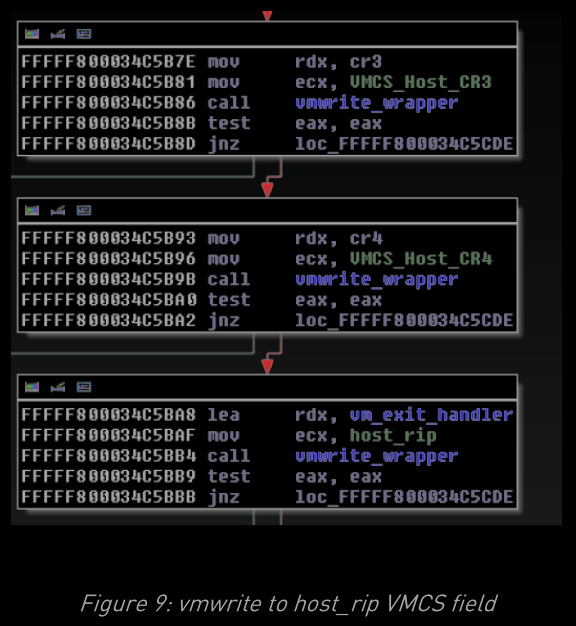 FFFFF800034C5B7E mov rdx, cr3
FFFFF800034C5B81 mov ecx, VMCS_Host_CR3
FFFFF800034C5B86 call vmwrite_wrapper
FFFFF800034C5B8B test eax, eax
FFFFF800034C5B8D jnz loc_FFFFF800034C5CDE
FFFFF800034C5B93 mov rdx, cr4
FFFFF800034C5B96 mov ecx, VMCS_Host_CR4
FFFFF800034C5B9B call vmwrite_wrapper
FFFFF800034C5BA0 test eax, eax
FFFFF800034C5BA2 jnz loc_FFFFF800034C5CDE
FFFFF800034C5BA8 lea rdx, vm_exit_handler
FFFFF800034C5BAF mov ecx, host_rip
FFFFF800034C5BB4 call vmwrite_wrapper
FFFFF800034C5BB9 test eax, eax
FFFFF800034C5BBB jnz loc_FFFFF800034C5CDE
Figure 9: vmwrite to host_rip VMCS field